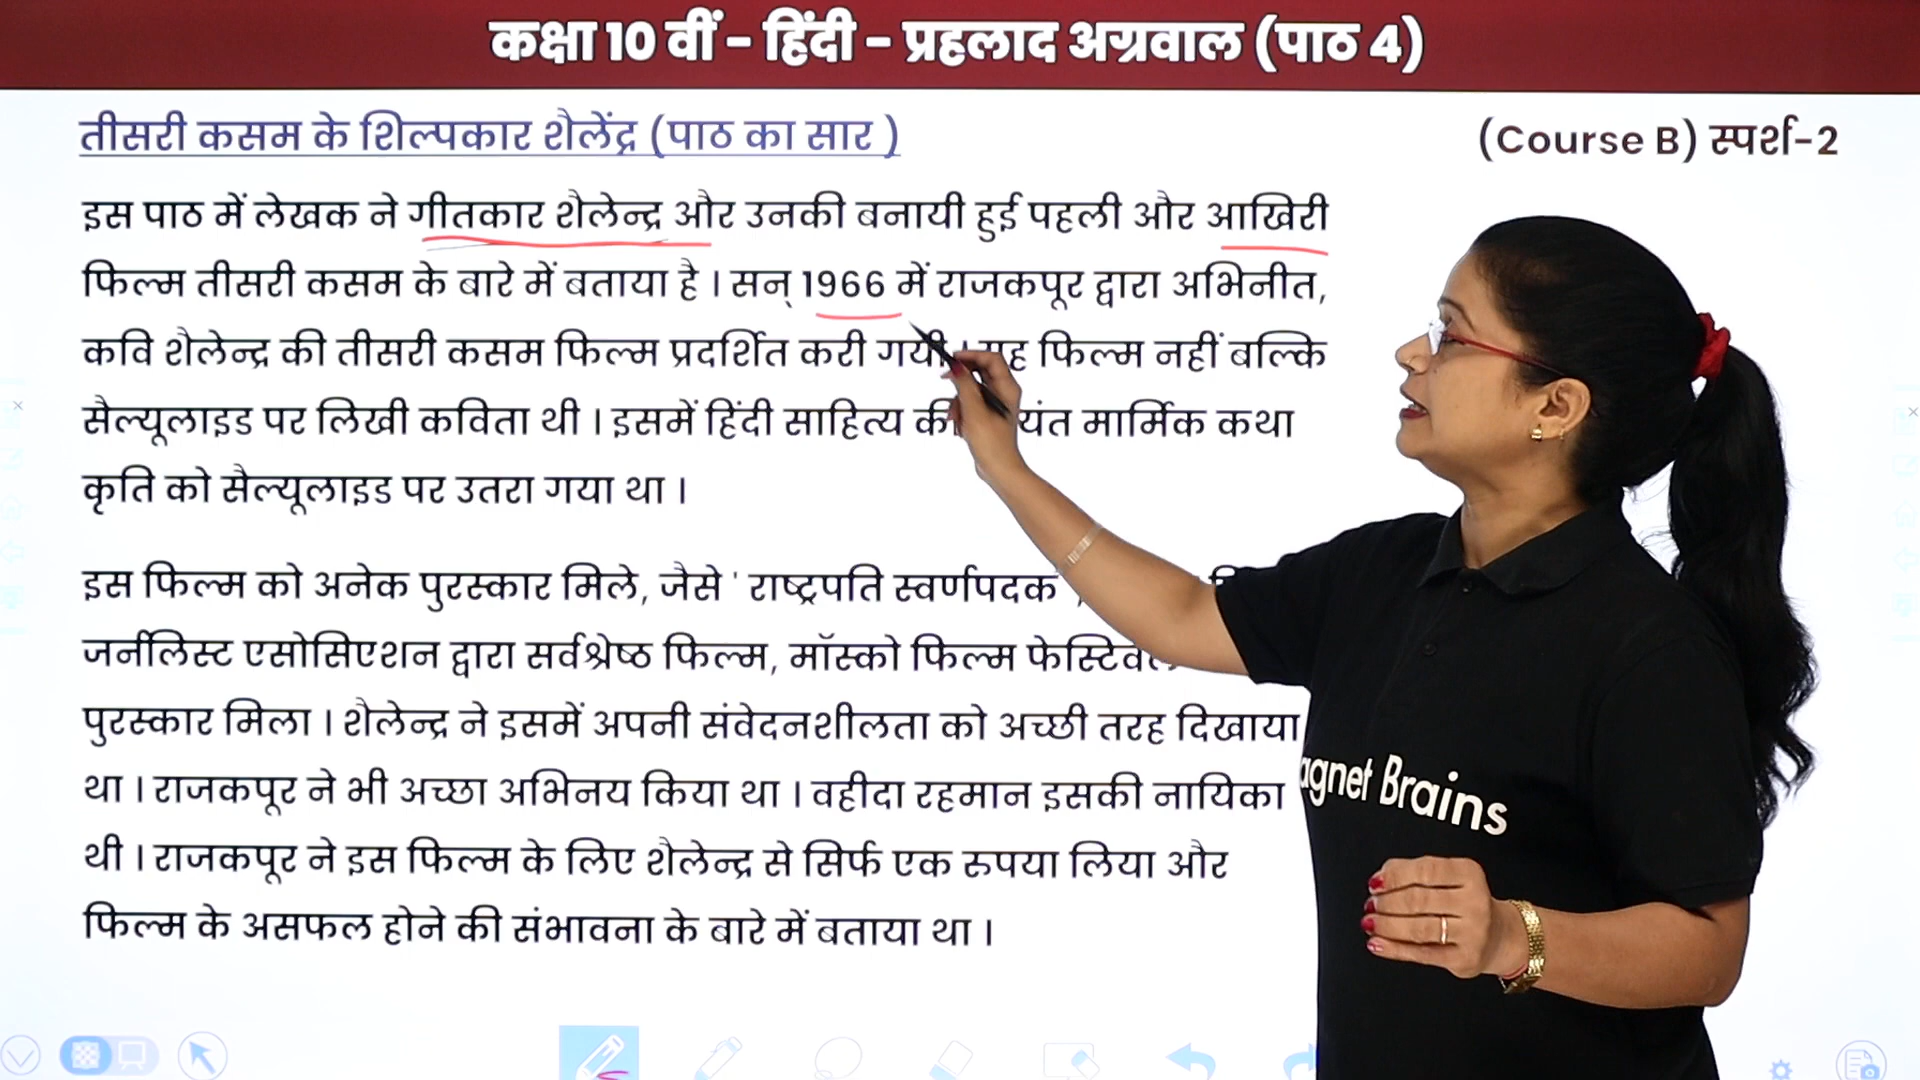 कक्षा 10 वीं - हिंदी - प्रहलाद अग्रवाल (पाठ 4)
तीसरी कसम के शिल्पकार शैलेंद्र (पाठ का सार )
(Course B) स्पर्श-2
इस पाठ में लेखक ने गीतकार शैलेन्द्र और उनकी बनायी हुई पहली और आखिरी
फिल्म तीसरी कसम के बारे में बताया है । सन् 1966 में राजकपूर द्वारा अभिनीत,
कवि शैलेन्द्र की तीसरी कसम फिल्म प्रदर्शित करी गयी । यह फिल्म नहीं बल्कि
सैल्यूलाइड पर लिखी कविता थी । इसमें हिंदी साहित्य की मार्मिक कथा
कृति को सैल्यूलाइड पर उतरा गया था ।
इस फिल्म को अनेक पुरस्कार मिले, जैसे ' राष्ट्रपति स्वर्णपदक ',
जर्नलिस्ट एसोसिएशन द्वारा सर्वश्रेष्ठ फिल्म, मॉस्को फिल्म फेस्टिवल
पुरस्कार मिला । शैलेन्द्र ने इसमें अपनी संवेदनशीलता को अच्छी तरह दिखाया
था । राजकपूर ने भी अच्छा अभिनय किया था । वहीदा रहमान इसकी नायिका
थी । राजकपूर ने इस फिल्म के लिए शैलेन्द्र से सिर्फ एक रुपया लिया और
फिल्म के असफल होने की संभावना के बारे में बताया था ।
agnet Brains